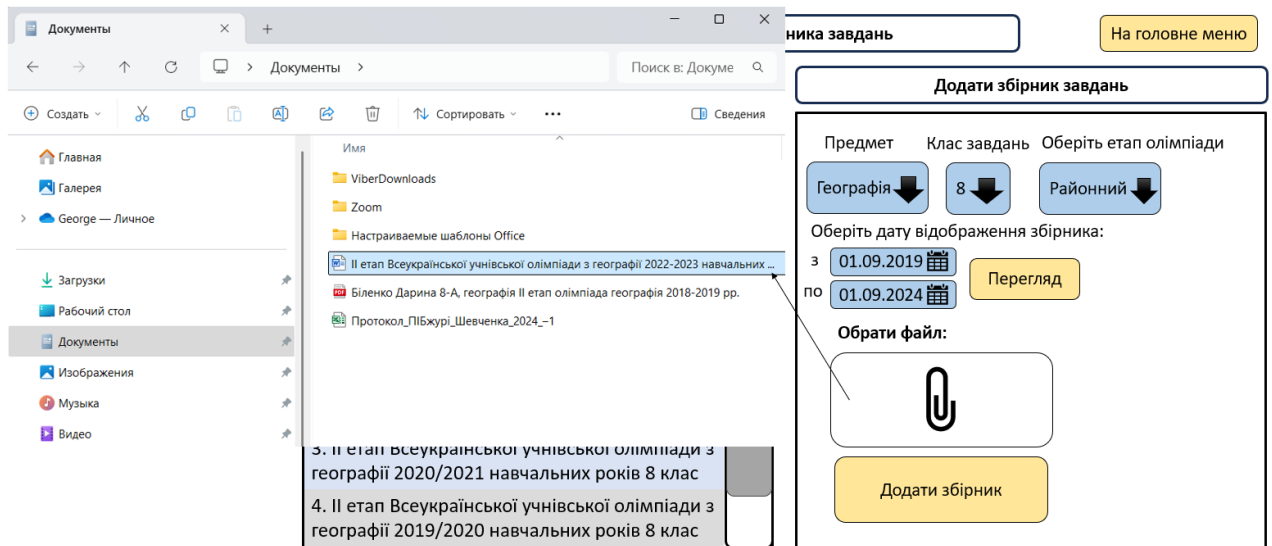 Документы
ника завдань
На головне меню
Документы
Поиск в: Докуме
Додати збірник завдань
Создать
Сортировать
Сведения
Имя
Главная
Галерея
George — Личное
Загрузки
Рабочий стол
Документы
Изображения
Музыка
Видео
ViberDownloads
Zoom
Настраиваемые шаблоны Office
ІІ етап Всеукраїнської учнівської олімпіади з географії 2022-2023 навчальних ...
Біленко Дарина 8-А, географія ІІ етап олімпіада географія 2018-2019 рр.
Протокол_ПІБжурі_Шевченка_2024_–1
Предмет
Клас завдань
Оберіть етап олімпіади
Географія
8
Районний
Оберіть дату відображення збірника:
з
01.09.2019
Перегляд
по
01.09.2024
Обрати файл:
Додати збірник
3. ІІ етап Всеукраїнської учнівської олімпіади з
географії 2020/2021 навчальних років 8 клас
4. ІІ етап Всеукраїнської учнівської олімпіади з
географії 2019/2020 навчальних років 8 клас